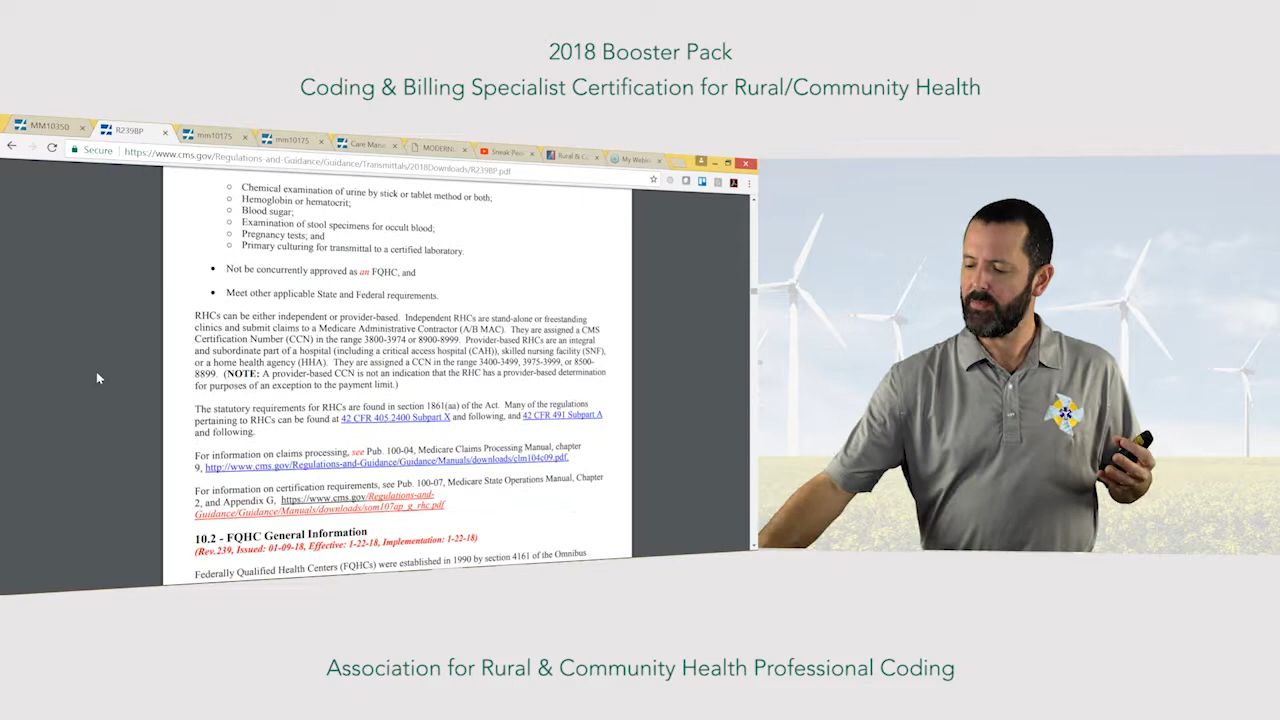 2018 Booster Pack
Coding & Billing Specialist Certification for Rural/Community Health
MM10350
R239BP
mm10175
mm10175
Care Mana
MODERN
Sneak Pee
Rural & C
My Webin
Secure
https://www.cms.gov/Regulations-and-Guidance/Guidance/Transmittals/2018Downloads/R239BP.pdf
Chemical examination of urine by stick or tablet method or both;
Hemoglobin or hematocrit;
Blood sugar;
Examination of stool specimens for occult blood;
Pregnancy tests; and
Primary culturing for transmittal to a certified laboratory.
Not be concurrently approved as an FQHC, and
Meet other applicable State and Federal requirements.
RHCs can be either independent or provider-based. Independent RHCs are stand-alone or freestanding
clinics and submit claims to a Medicare Administrative Contractor (A/B MAC). They are assigned a CMS
Certification Number (CCN) in the range 3800-3974 or 8900-8999. Provider-based RHCs are an integral
and subordinate part of a hospital (including a critical access hospital (CAH), skilled nursing facility (SNF),
or a home health agency (HHA). They are assigned a CCN in the range 3400-3499, 3975-3999, or 8500-
8899. (NOTE: A provider-based CCN is not an indication that the RHC has a provider-based determination
for purposes of an exception to the payment limit.)
The statutory requirements for RHCs are found in section 1861(aa) of the Act. Many of the regulations
pertaining to RHCs can be found at 42 CFR 405.2400 Subpart X and following, and 42 CFR 491 Subpart A
and following.
For information on claims processing, see Pub. 100-04, Medicare Claims Processing Manual, chapter
9, http://www.cms.gov/Regulations-and-Guidance/Guidance/Manuals/downloads/clm104c09.pdf.
For information on certification requirements, see Pub. 100-07, Medicare State Operations Manual, Chapter
2, and Appendix G, https://www.cms.gov/Regulations-and-
Guidance/Guidance/Manuals/downloads/som107ap_g_rhc.pdf
10.2 - FQHC General Information
(Rev.239, Issued: 01-09-18, Effective: 1-22-18, Implementation: 1-22-18)
Federally Qualified Health Centers (FQHCs) were established in 1990 by section 4161 of the Omnibus
Association for Rural & Community Health Professional Coding